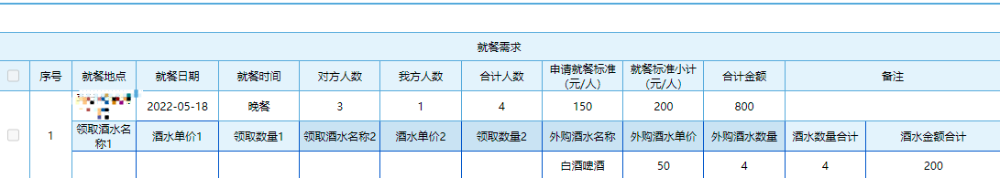 就餐需求
序号 就餐地点 就餐日期 就餐时间 对方人数 我方人数 合计人数 申请就餐标准（元/人） 就餐标准小计（元/人） 合计金额 备注
1 2022-05-18 晚餐 3 1 4 150 200 800
领取酒水名称1 酒水单价1 领取数量1 领取酒水名称2 酒水单价2 领取数量2 外购酒水名称 外购酒水单价 外购酒水数量 酒水数量合计 酒水金额合计
白酒啤酒 50 4 4 200